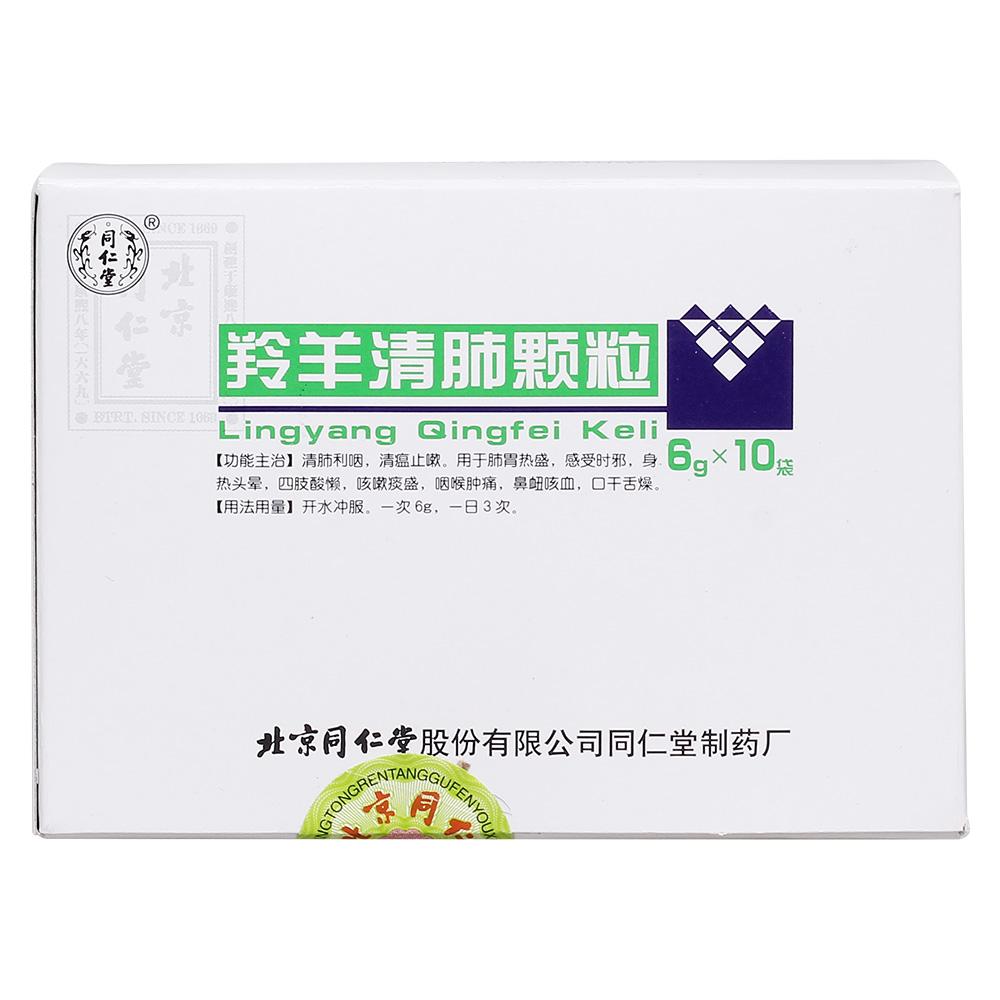 同仁堂
®
SINCE 1669
北京
同仁堂
BTRT. SINCE 1669
羚羊清肺颗粒
Lingyang Qingfei Keli
6g×10袋
【功能主治】清肺利咽，清瘟止嗽。用于肺胃热盛，感受时邪，身
热头晕，四肢酸懒，咳嗽痰盛，咽喉肿痛，鼻衄咳血，口干舌燥。
【用法用量】开水冲服。一次6g，一日3次。
北京同仁堂股份有限公司同仁堂制药厂
TONGRENTANGGUFENYOUX
京同仁